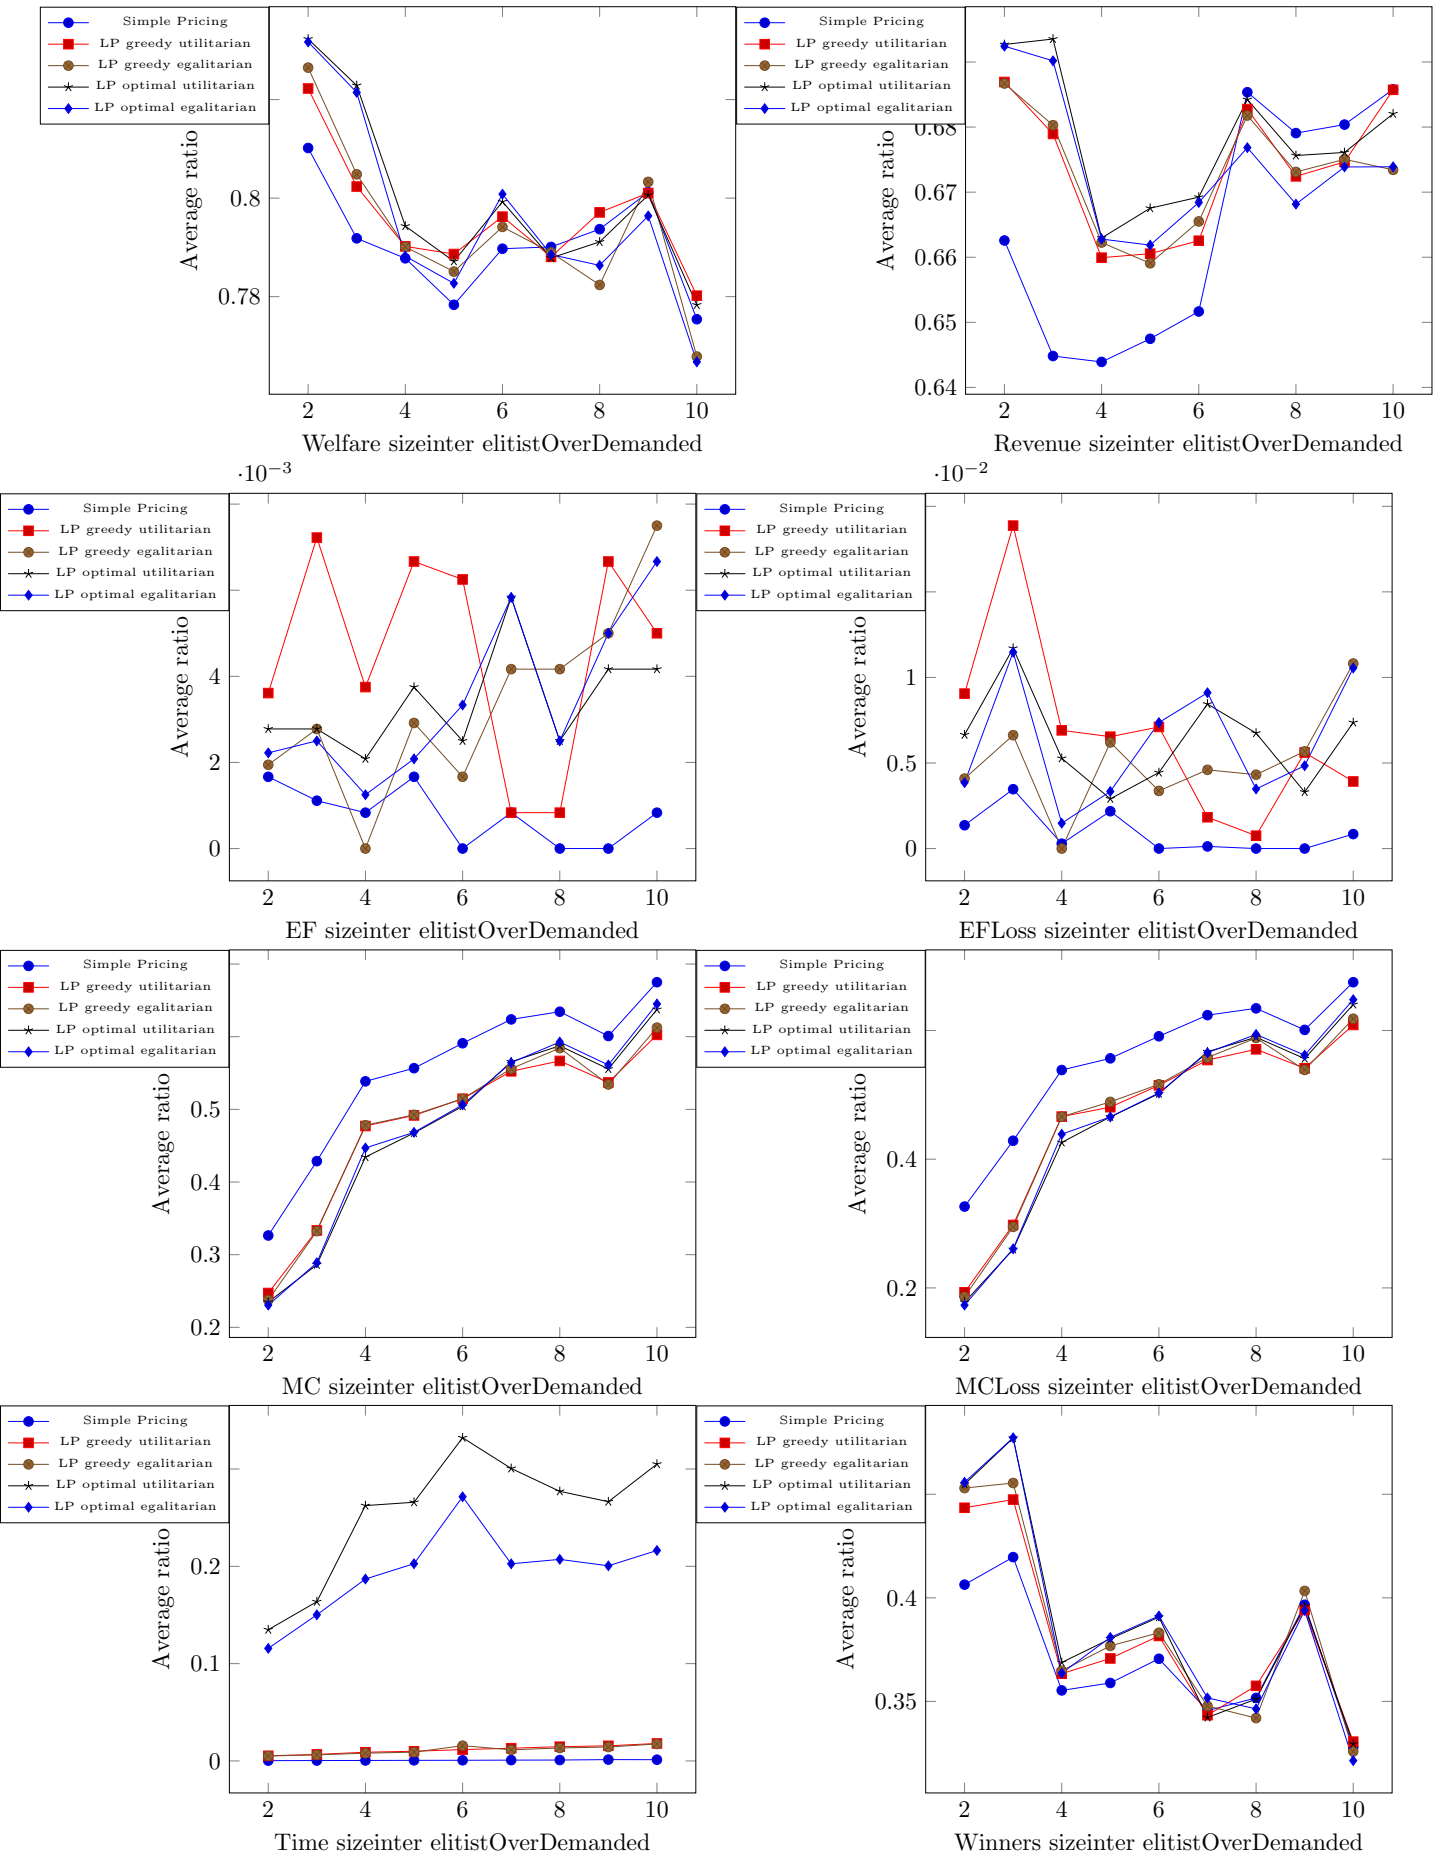 Simple Pricing
LP greedy utilitarian
LP greedy egalitarian
LP optimal utilitarian
LP optimal egalitarian
Average ratio
0.8
0.78
2 4 6 8 10
Welfare sizeinter elitistOverDemanded
Simple Pricing
LP greedy utilitarian
LP greedy egalitarian
LP optimal utilitarian
LP optimal egalitarian
Average ratio
0.68
0.67
0.66
0.65
0.64
2 4 6 8 10
Revenue sizeinter elitistOverDemanded
·10−3
Simple Pricing
LP greedy utilitarian
LP greedy egalitarian
LP optimal utilitarian
LP optimal egalitarian
Average ratio
4
2
0
2 4 6 8 10
EF sizeinter elitistOverDemanded
·10−2
Simple Pricing
LP greedy utilitarian
LP greedy egalitarian
LP optimal utilitarian
LP optimal egalitarian
Average ratio
1
0.5
0
2 4 6 8 10
EFLoss sizeinter elitistOverDemanded
Simple Pricing
LP greedy utilitarian
LP greedy egalitarian
LP optimal utilitarian
LP optimal egalitarian
Average ratio
0.5
0.4
0.3
0.2
2 4 6 8 10
MC sizeinter elitistOverDemanded
Simple Pricing
LP greedy utilitarian
LP greedy egalitarian
LP optimal utilitarian
LP optimal egalitarian
Average ratio
0.4
0.2
2 4 6 8 10
MCLoss sizeinter elitistOverDemanded
Simple Pricing
LP greedy utilitarian
LP greedy egalitarian
LP optimal utilitarian
LP optimal egalitarian
Average ratio
0.2
0.1
0
2 4 6 8 10
Time sizeinter elitistOverDemanded
Simple Pricing
LP greedy utilitarian
LP greedy egalitarian
LP optimal utilitarian
LP optimal egalitarian
Average ratio
0.4
0.35
2 4 6 8 10
Winners sizeinter elitistOverDemanded